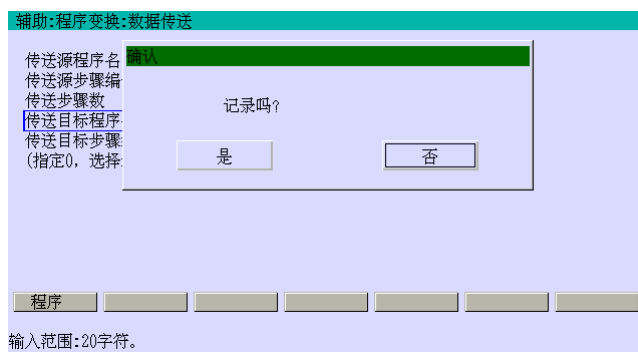 辅助:程序变换:数据传送
确认
传送源程序名
传送源步骤编
传送步骤数
记录吗?
传送目标程序
传送目标步骤
(指定0, 选择
是
否
程序
输入范围:20字符。